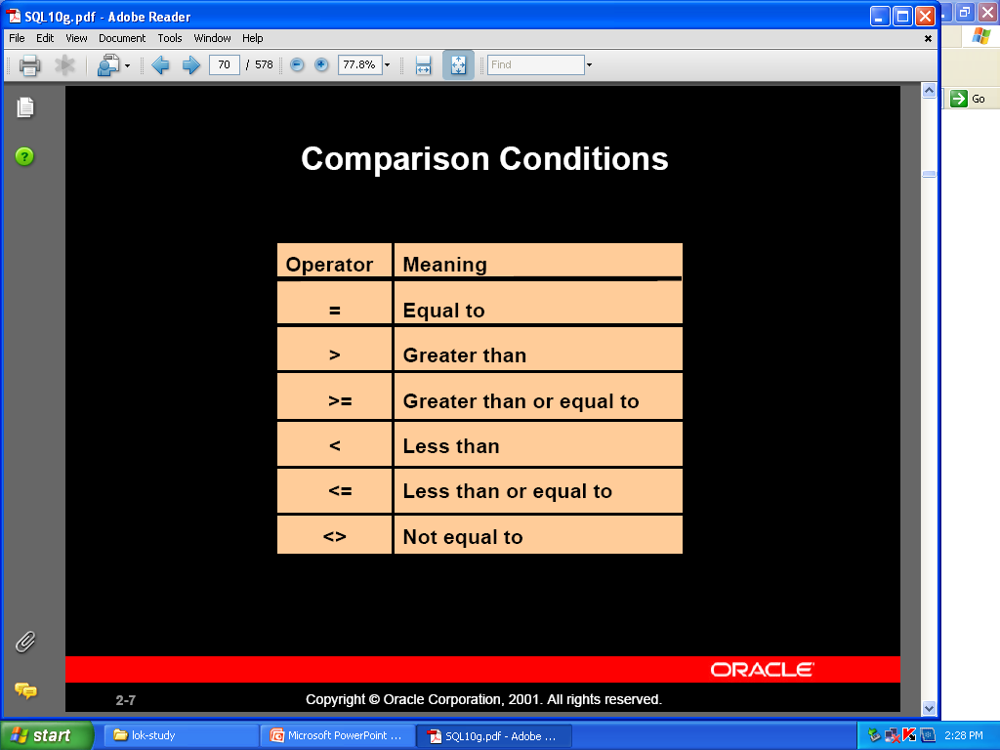 SQL10g.pdf - Adobe Reader
File Edit View Document Tools Window Help
70 / 578 77.8% Find
Go
Comparison Conditions
Operator Meaning
= Equal to
> Greater than
>= Greater than or equal to
< Less than
<= Less than or equal to
<> Not equal to
ORACLE
2-7 Copyright © Oracle Corporation, 2001. All rights reserved.
start lok-study Microsoft PowerPoint ... SQL10g.pdf - Adobe ... 2:28 PM